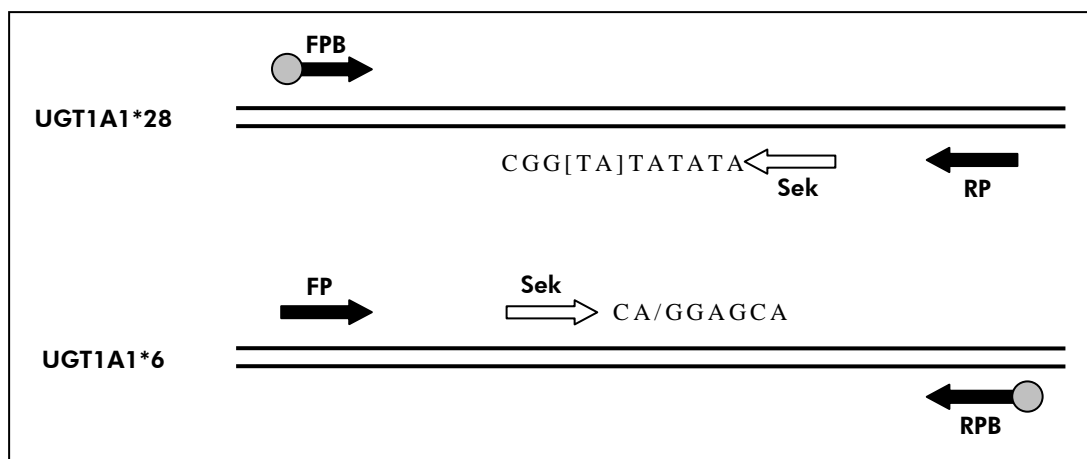 FPB
UGT1A1*28
CGG[TA]TATATA
Sek
RP
FP
Sek
CA/GGAGCA
UGT1A1*6
RPB